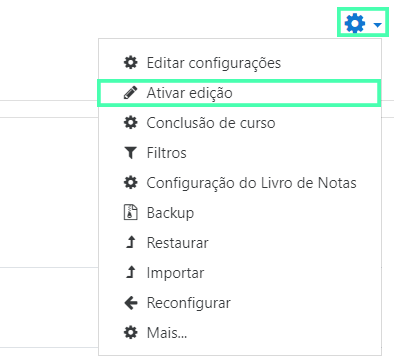 Editar configurações
Ativar edição
Conclusão de curso
Filtros
Configuração do Livro de Notas
Backup
Restaurar
Importar
Reconfigurar
Mais...